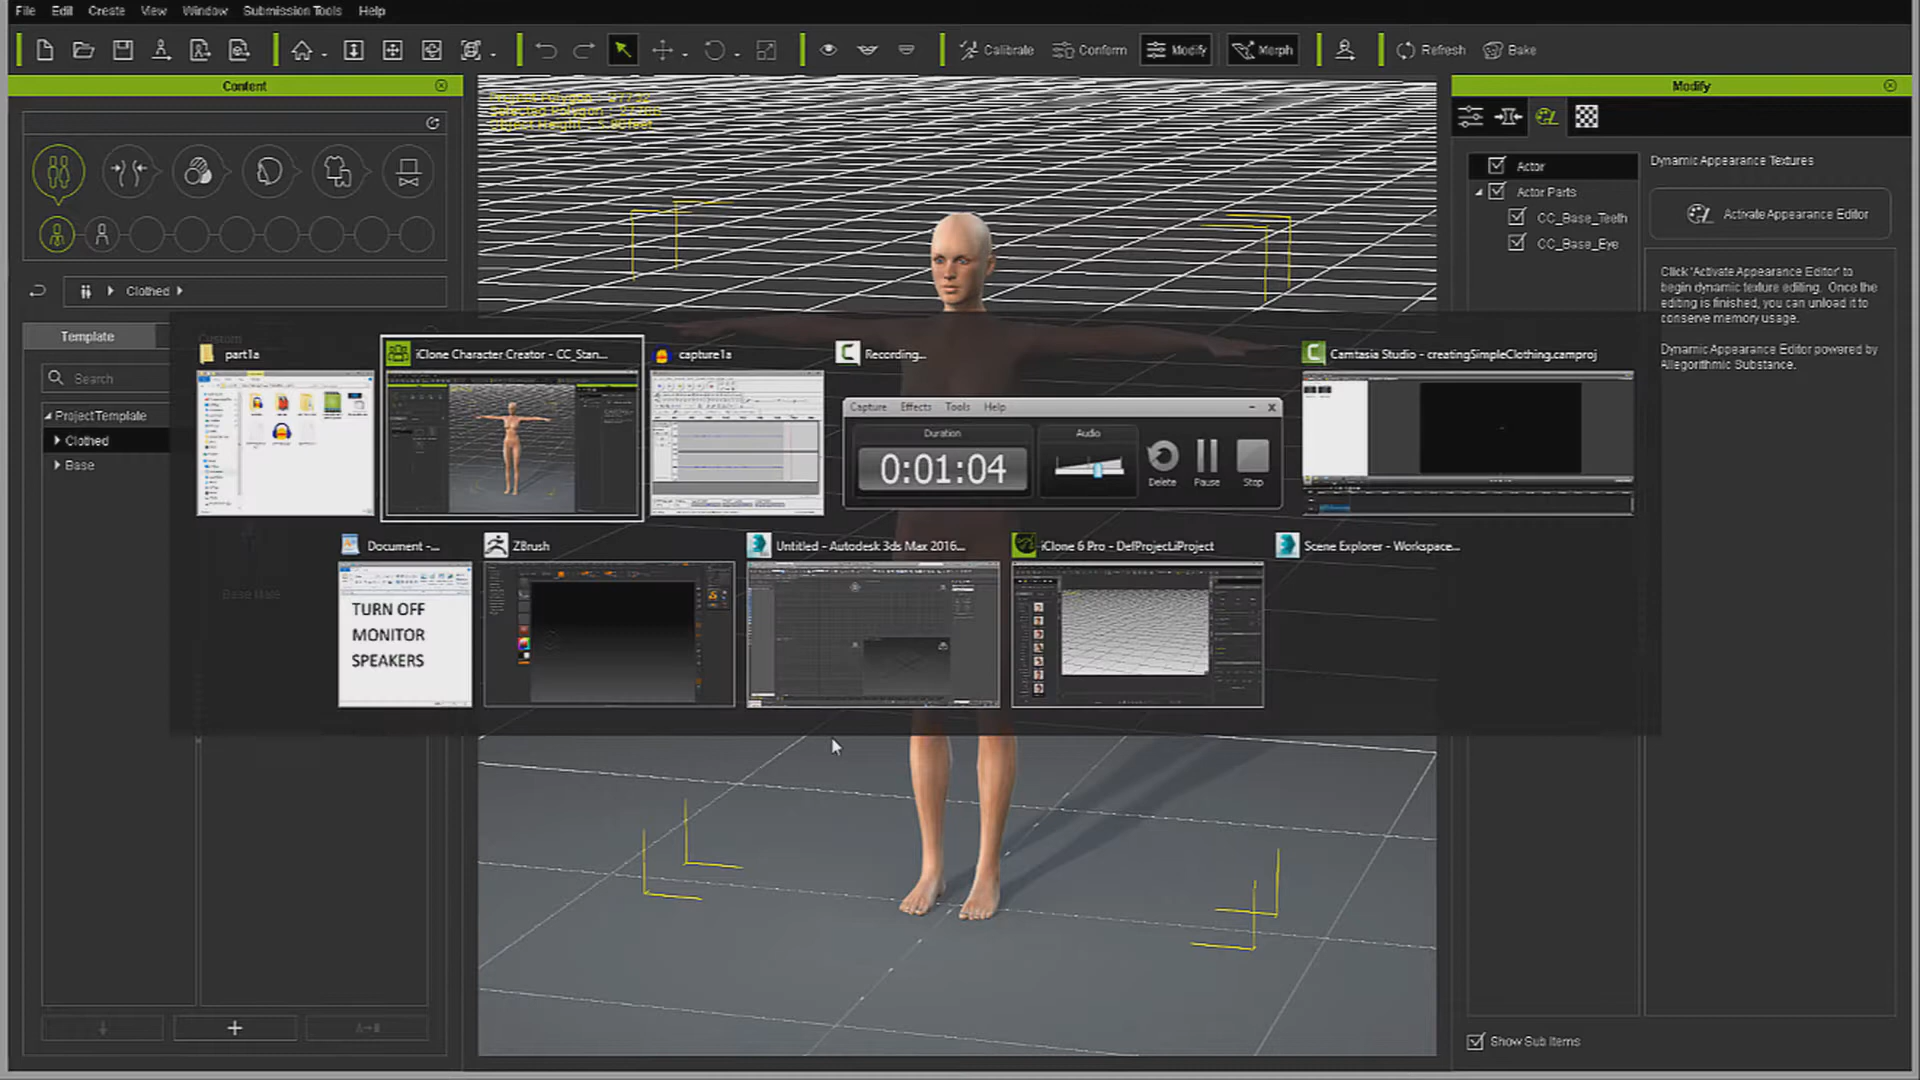 File Edit Create View Window Submission Tools Help
Calibrate Conform Modify Morph Refresh Bake
Content
Modify
Actor
Actor Parts
CC_Base_Teeth
CC_Base_Eye
Dynamic Appearance Textures
Activate Appearance Editor
Click 'Activate Appearance Editor' to
begin dynamic texture editing. Once the
editing is finished, you can unload it to
conserve memory usage.
Dynamic Appearance Editor powered by
Allegorithmic Substance.
Clothed
Template
Custom
Search
ProjectTemplate
Clothed
Base
part1a
iClone Character Creator - CC_Stan...
capture1a
Recording...
Camtasia Studio - creatingSimpleClothing.camproj
Capture Effects Tools Help
Duration
Audio
0:01:04
Delete Pause Stop
Document -...
ZBrush
Untitled - Autodesk 3ds Max 2016...
iClone 6 Pro - DefProject.iProject
Scene Explorer - Workspace...
TURN OFF
MONITOR
SPEAKERS
Show Sub Items